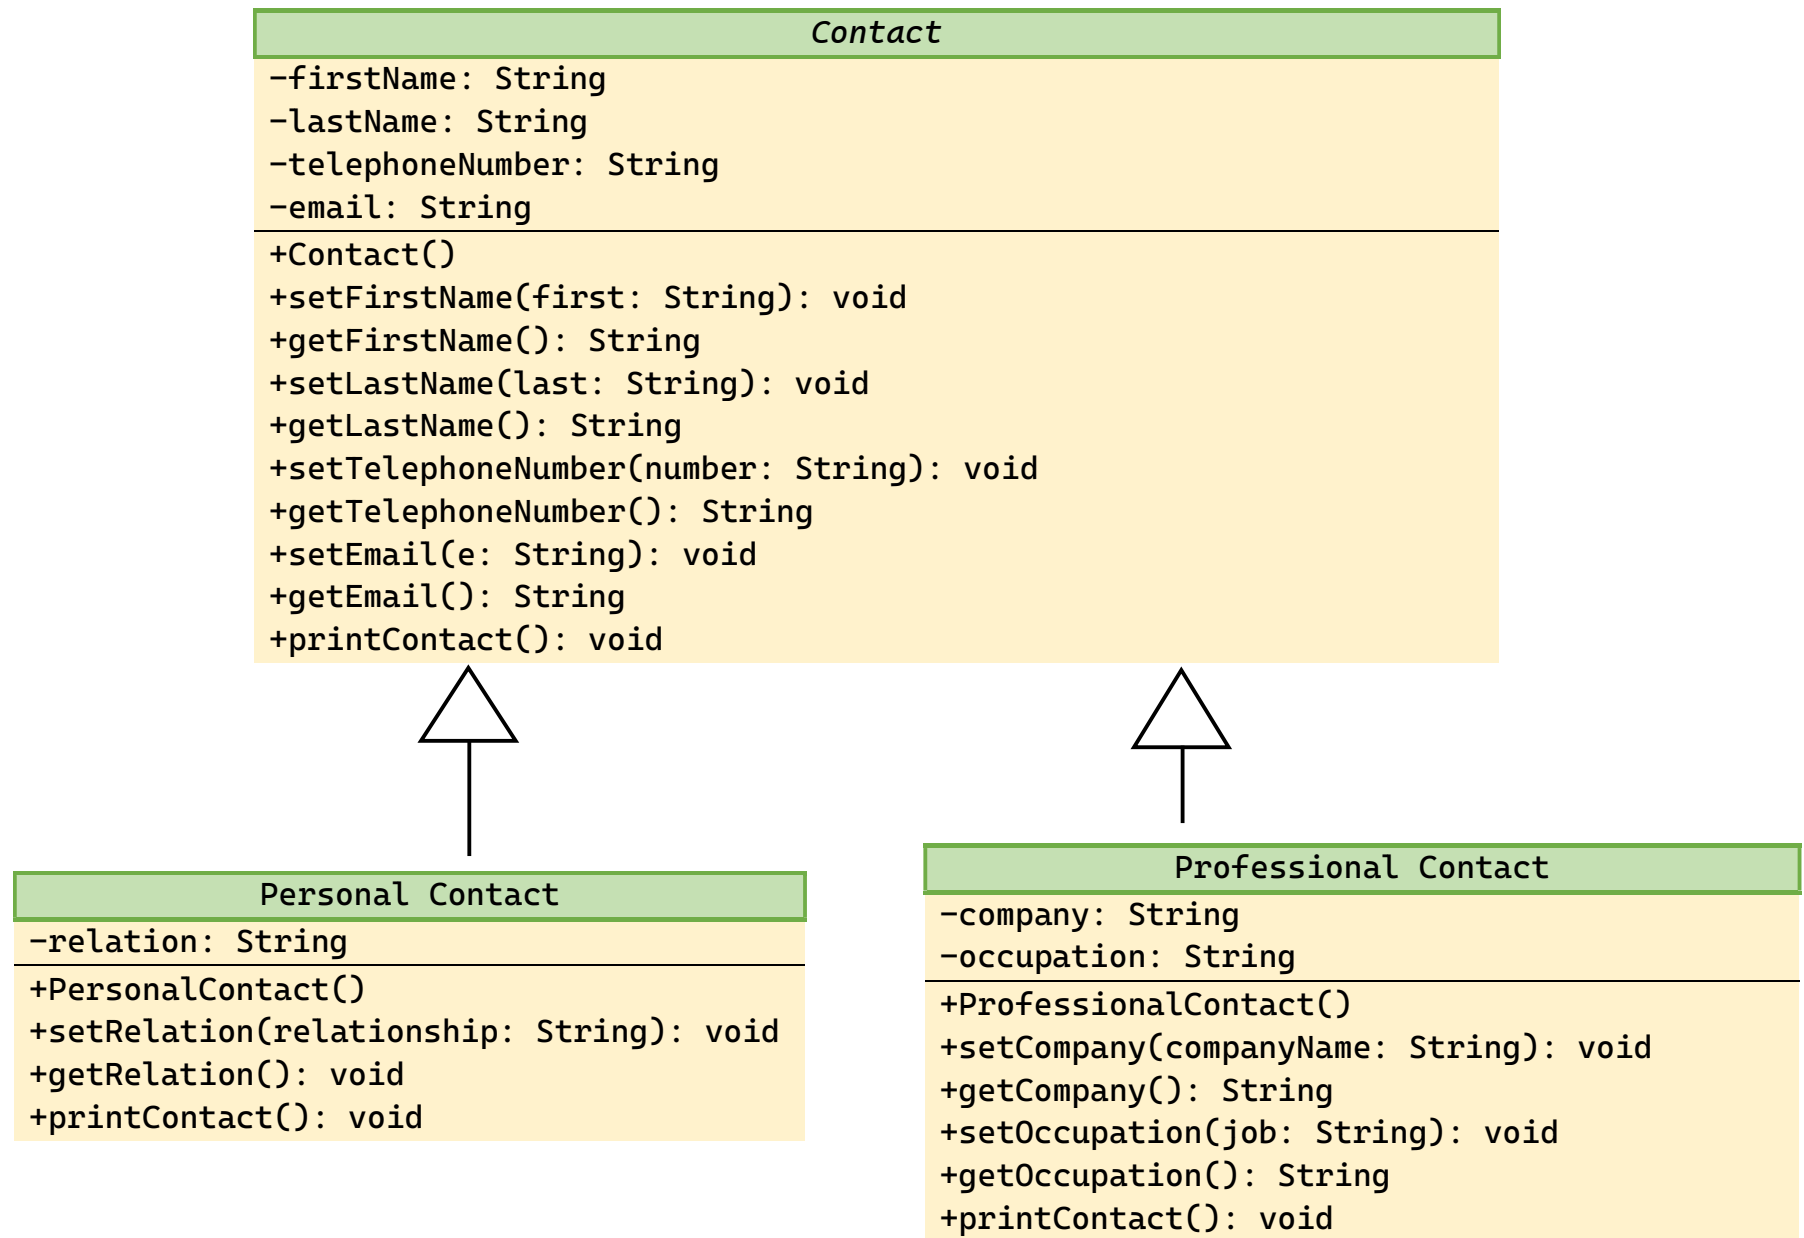 Contact
-firstName: String
-lastName: String
-telephoneNumber: String
-email: String
+Contact()
+setFirstName(first: String): void
+getFirstName(): String
+setLastName(last: String): void
+getLastName(): String
+setTelephoneNumber(number: String): void
+getTelephoneNumber(): String
+setEmail(e: String): void
+getEmail(): String
+printContact(): void
Personal Contact
-relation: String
+PersonalContact()
+setRelation(relationship: String): void
+getRelation(): void
+printContact(): void
Professional Contact
-company: String
-occupation: String
+ProfessionalContact()
+setCompany(companyName: String): void
+getCompany(): String
+setOccupation(job: String): void
+getOccupation(): String
+printContact(): void